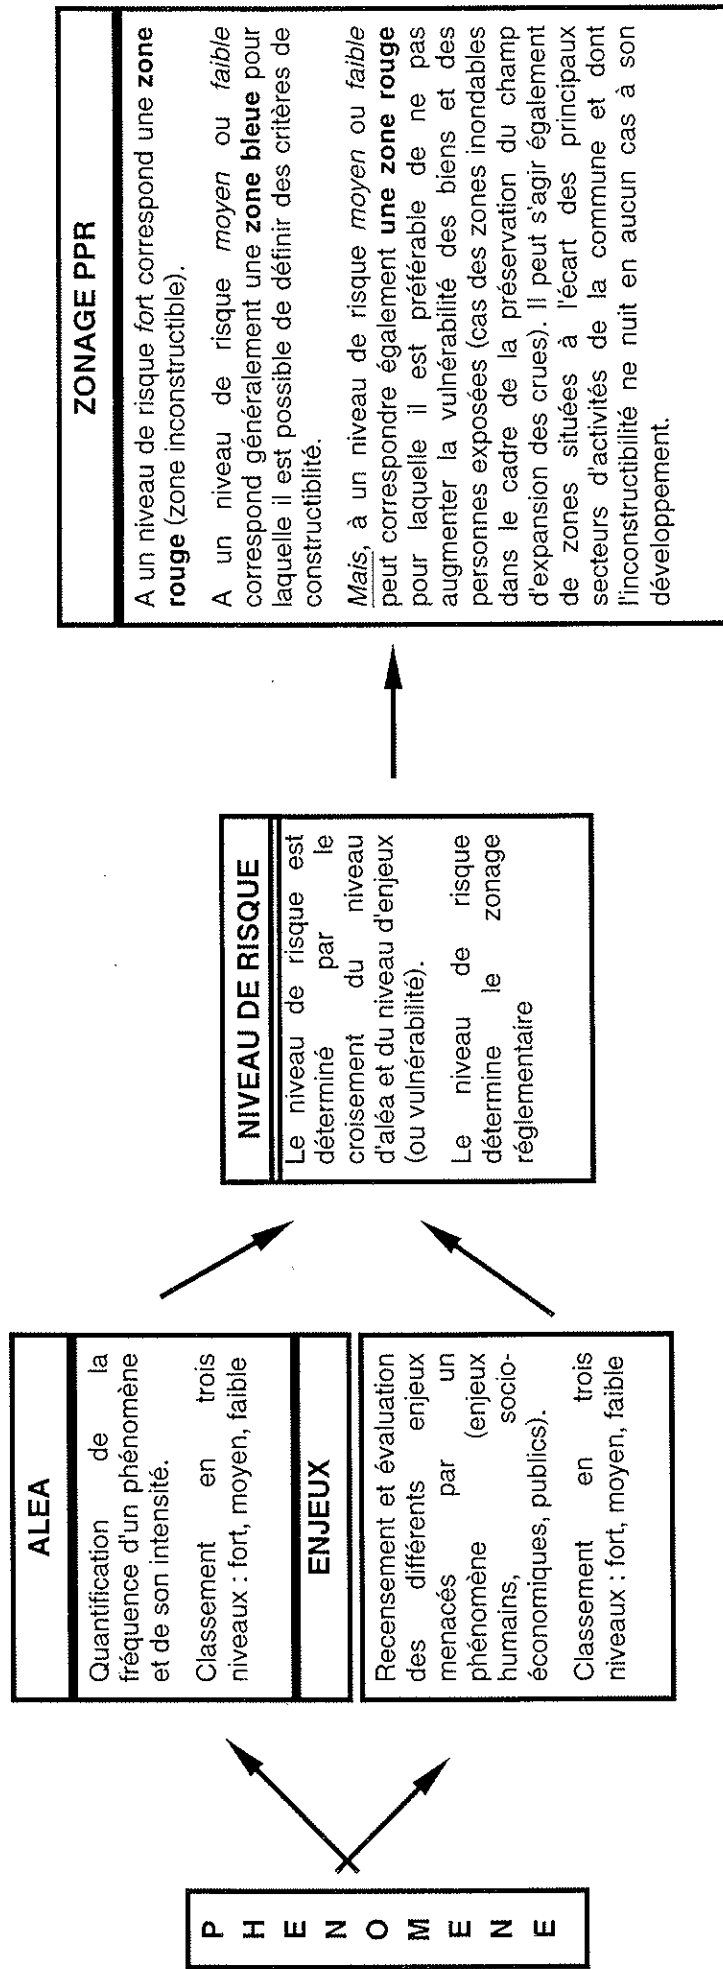 P
H
E
N
O
M
E
N
E
ALEA
Quantification de la
fréquence d'un phénomène
et de son intensité.
Classement en trois
niveaux : fort, moyen, faible
ENJEUX
Recensement et évaluation
des différents enjeux
menacés par un
phénomène (enjeux
humains, socio-
économiques, publics).
Classement en trois
niveaux : fort, moyen, faible
NIVEAU DE RISQUE
Le niveau de risque est
déterminé par le
croisement du niveau
d'aléa et du niveau d'enjeux
(ou vulnérabilité).
Le niveau de risque
détermine le zonage
réglementaire
ZONAGE PPR
A un niveau de risque fort correspond une zone
rouge (zone inconstructible).
A un niveau de risque moyen ou faible
correspond généralement une zone bleue pour
laquelle il est possible de définir des critères de
constructiblité.
Mais, à un niveau de risque moyen ou faible
peut correspondre également une zone rouge
pour laquelle il est préférable de ne pas
augmenter la vulnérabilité des biens et des
personnes exposées (cas des zones inondables
dans le cadre de la préservation du champ
d'expansion des crues). Il peut s'agir également
de zones situées à l'écart des principaux
secteurs d'activités de la commune et dont
l'inconstructibilité ne nuit en aucun cas à son
développement.